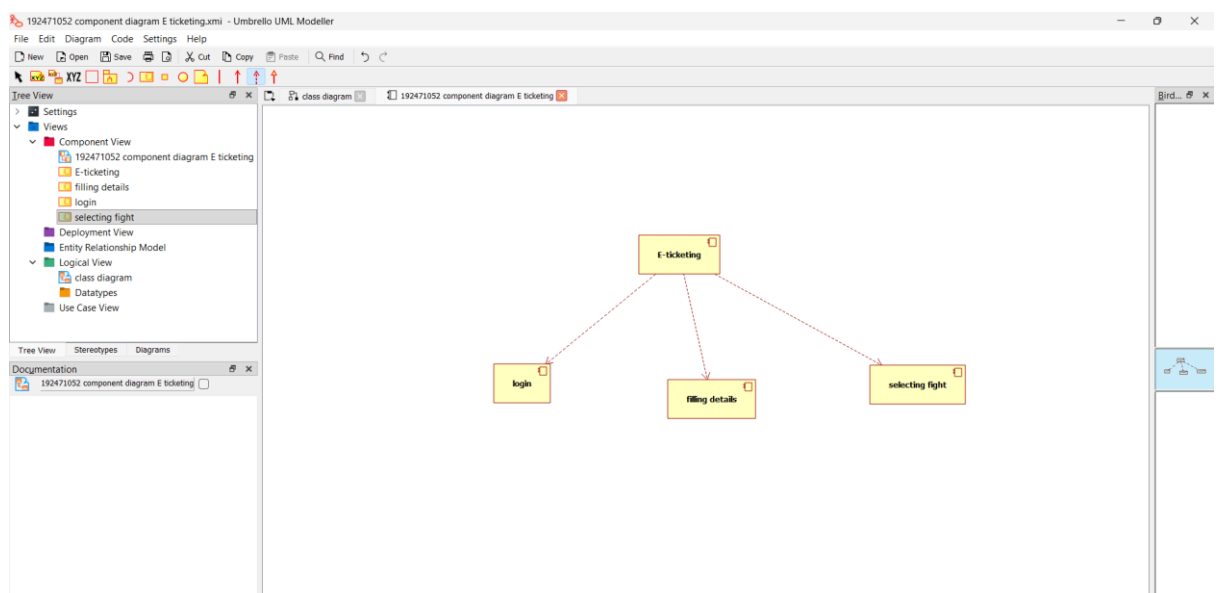 192471052 component diagram E ticketing.xmi - Umbrello UML Modeller
File Edit Diagram Code Settings Help
New Open Save Cut Copy Paste Find
XYZ XYZ XYZ
Tree View Bird...
class diagram 192471052 component diagram E ticketing
Settings
Views
Component View
192471052 component diagram E ticketing
E-ticketing
filling details
login
selecting fight
Deployment View
Entity Relationship Model
Logical View
class diagram
Datatypes
Use Case View
Tree View Stereotypes Diagrams
Documentation
192471052 component diagram E ticketing
E-ticketing
login
filling details
selecting fight